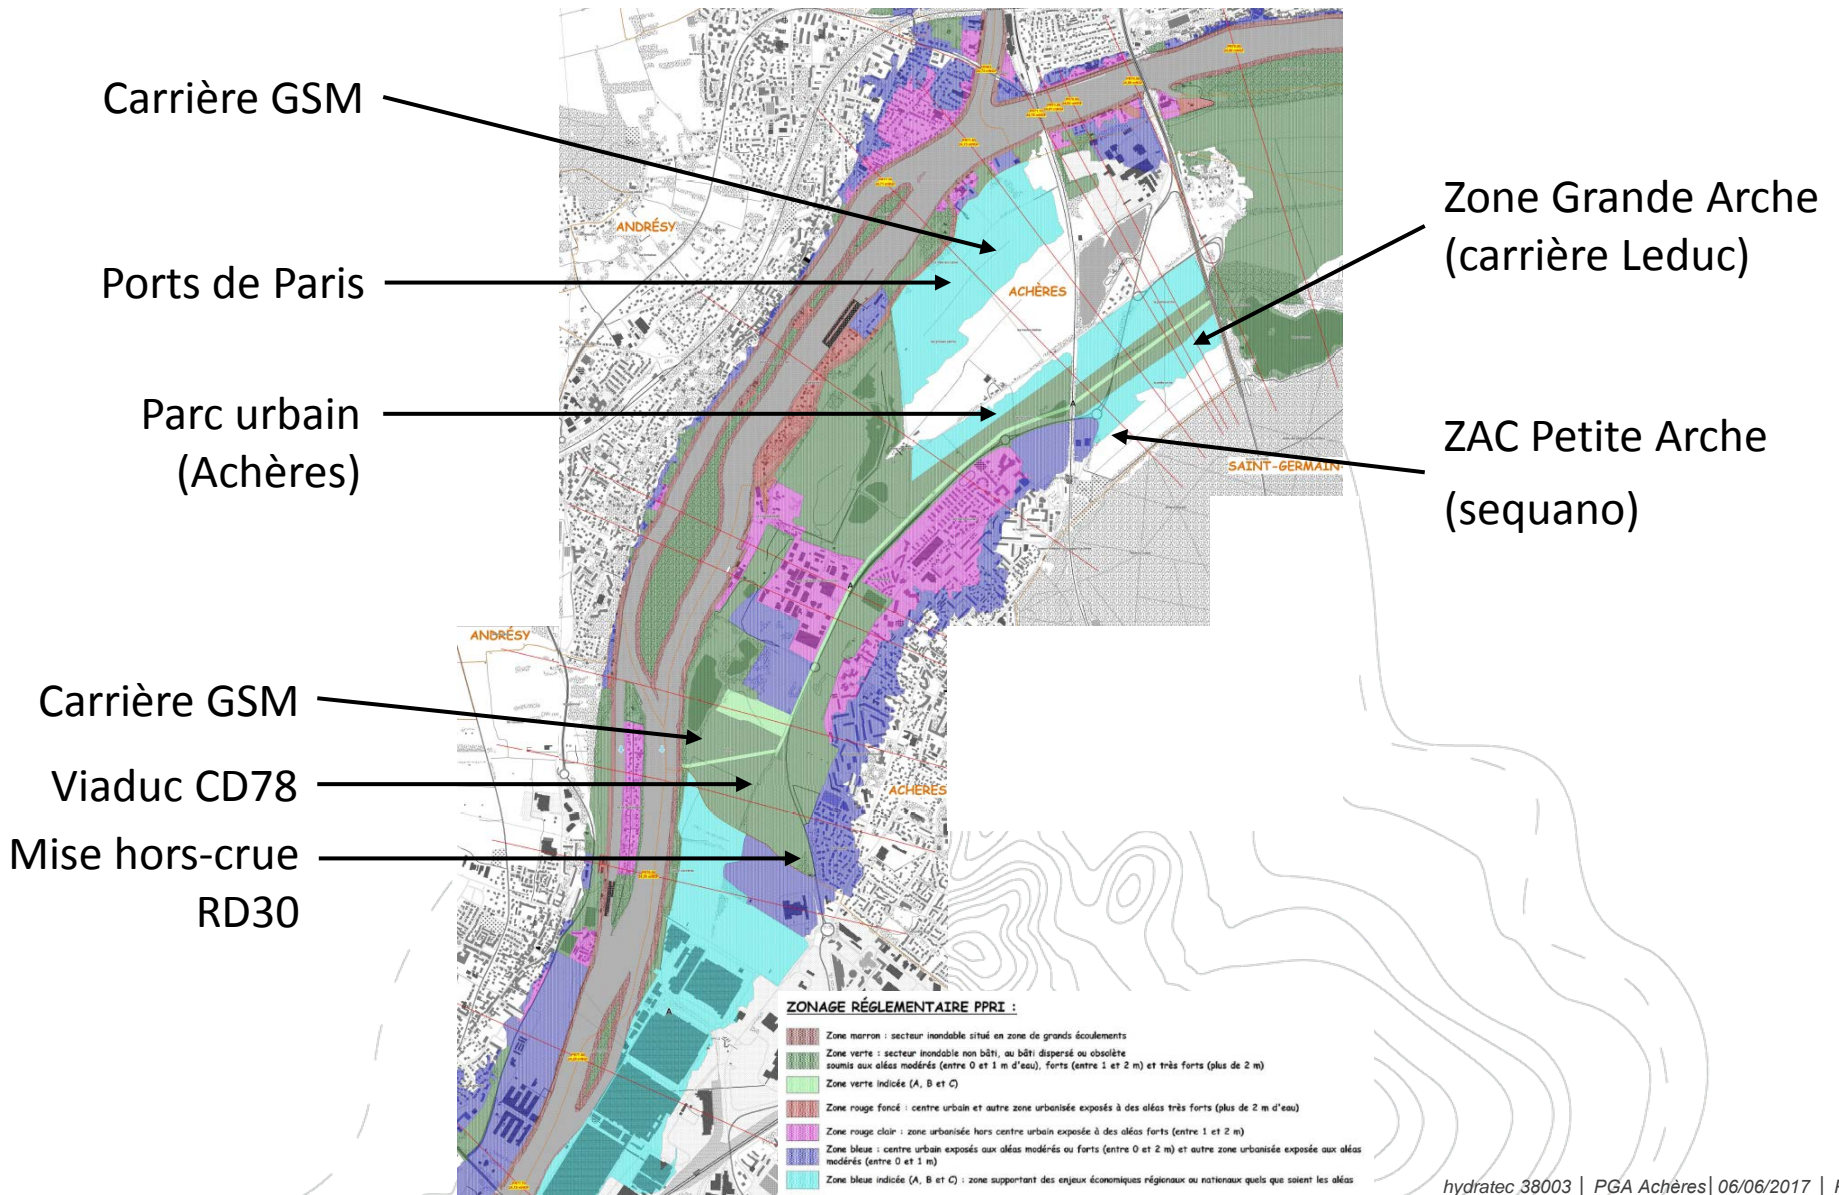 Carrière GSM
Ports de Paris
Parc urbain
(Achères)
Carrière GSM
Viaduc CD78
Mise hors-crue
RD30
Zone Grande Arche
(carrière Leduc)
ZAC Petite Arche
(sequano)
ANDRÉSY
ACHÈRES
SAINT-GERMAIN
ANDRÉSY
ACHÈRES
A
A
A
ZONAGE RÉGLEMENTAIRE PPRI :
Zone marron : secteur inondable situé en zone de grands écoulements
Zone verte : secteur inondable non bâti, au bâti dispersé ou obsolète
soumis aux aléas modérés (entre 0 et 1 m d'eau), forts (entre 1 et 2 m) et très forts (plus de 2 m)
Zone verte indicée (A, B et C)
Zone rouge foncé : centre urbain et autre zone urbanisée exposés à des aléas très forts (plus de 2 m d'eau)
Zone rouge clair : zone urbanisée hors centre urbain exposée à des aléas forts (entre 1 et 2 m)
Zone bleue : centre urbain exposés aux aléas modérés ou forts (entre 0 et 2 m) et autre zone urbanisée exposée aux aléas
modérés (entre 0 et 1 m)
Zone bleue indicée (A, B et C) : zone supportant des enjeux économiques régionaux ou nationaux quels que soient les aléas
hydratec 38003 | PGA Achères| 06/06/2017 |